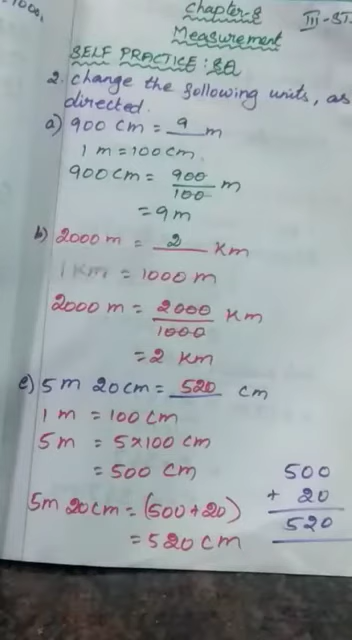 1000,
Chapter-8
III - ST
Measurement
SELF PRACTICE: 8A
2. change the following units, as
directed.
a) 900 cm = 9 m
1 m = 100 cm.
900 cm = 900/100 m
= 9 m
b) 2000 m = 2 KM
1 KM = 1000 m
2000 m = 2000/1000 KM
= 2 KM
c) 5 m 20 cm = 520 cm
1 m = 100 cm
5 m = 5×100 cm
= 500 cm
5m 20 cm = (500+20)
= 520 cm
500
+ 20
520